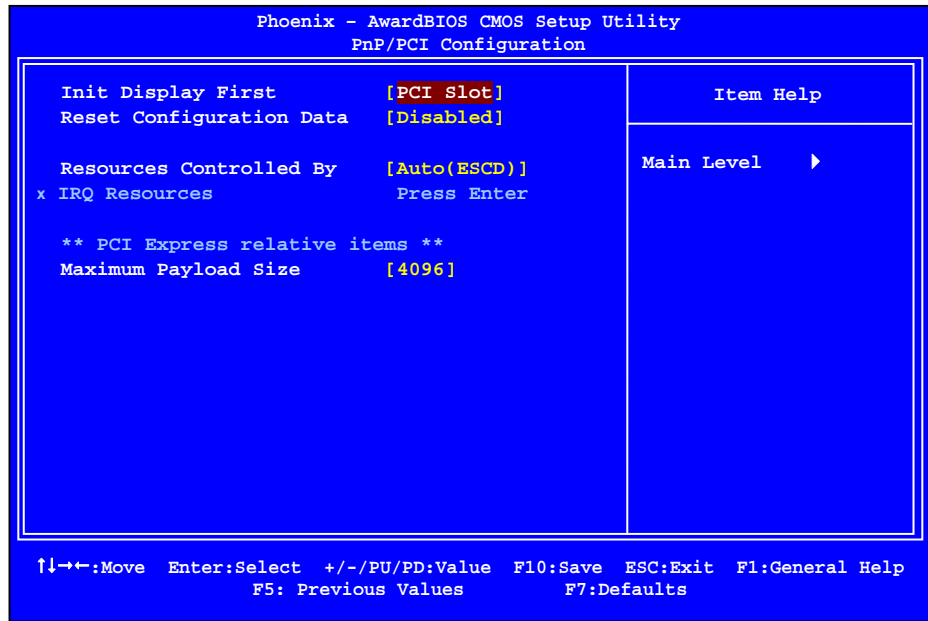 Phoenix – AwardBIOS CMOS Setup Utility
PnP/PCI Configuration
Init Display First [PCI Slot]
Reset Configuration Data [Disabled]
Resources Controlled By [Auto(ESCD)]
x IRQ Resources Press Enter
** PCI Express relative items **
Maximum Payload Size [4096]
Item Help
Main Level ▶
↑↓→←:Move Enter:Select +/-/PU/PD:Value F10:Save ESC:Exit F1:General Help
F5: Previous Values F7:Defaults